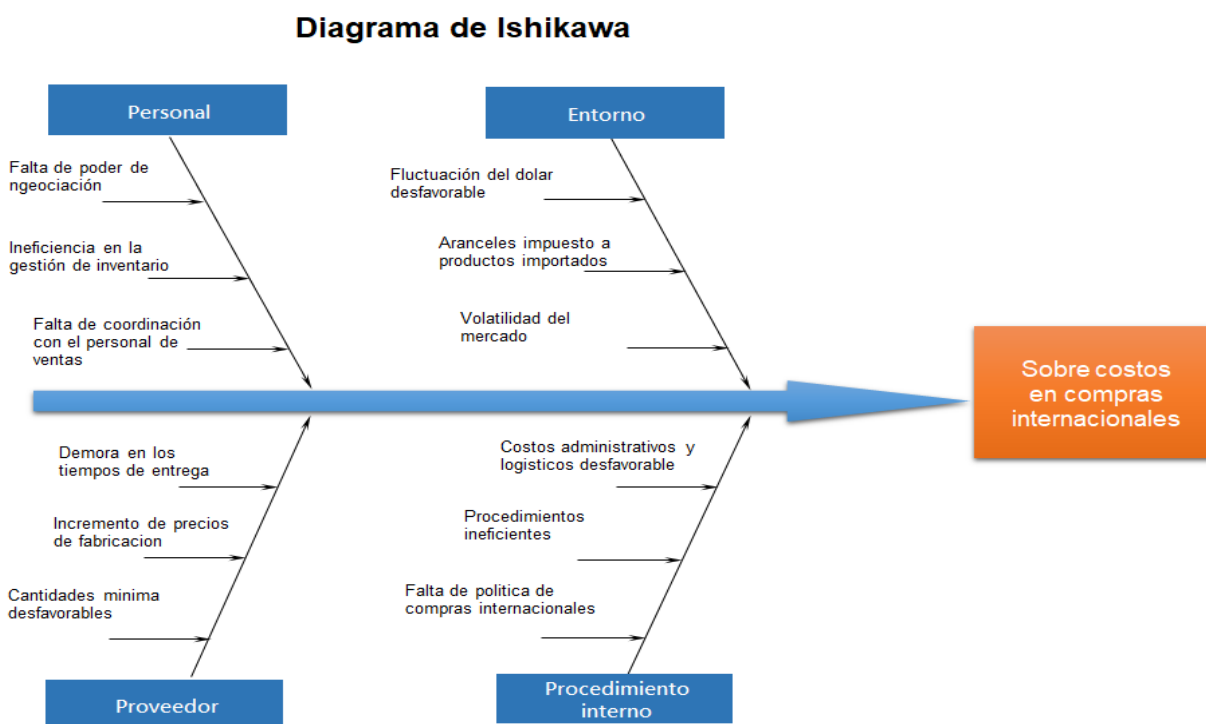 Diagrama de Ishikawa
Personal
Entorno
Falta de poder de
ngeociación
Ineficiencia en la
gestión de inventario
Falta de coordinación
con el personal de
ventas
Fluctuación del dolar
desfavorable
Aranceles impuesto a
productos importados
Volatilidad del
mercado
Sobre costos
en compras
internacionales
Demora en los
tiempos de entrega
Incremento de precios
de fabricacion
Cantidades minima
desfavorables
Costos administrativos y
logisticos desfavorable
Procedimientos
ineficientes
Falta de politica de
compras internacionales
Proveedor
Procedimiento
interno